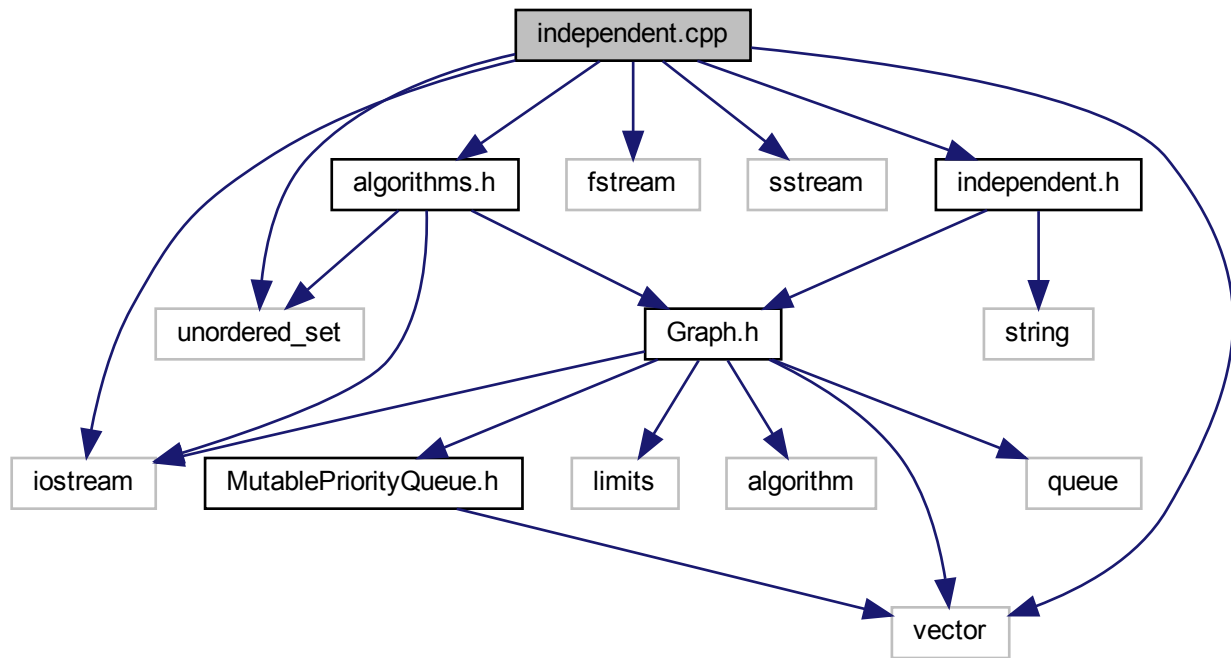 independent.cpp
algorithms.h
fstream
sstream
independent.h
unordered_set
Graph.h
string
iostream
MutablePriorityQueue.h
limits
algorithm
queue
vector